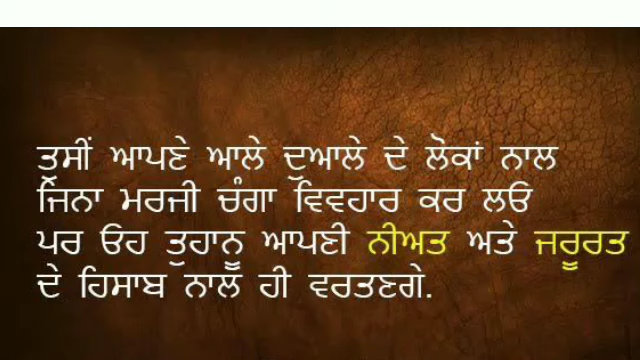 ਤੁਸੀਂ ਆਪਣੇ ਆਲੇ ਦੁਆਲੇ ਦੇ ਲੋਕਾਂ ਨਾਲ
ਜਿਨਾ ਮਰਜੀ ਚੰਗਾ ਵਿਵਹਾਰ ਕਰ ਲਓ
ਪਰ ਓਹ ਤੁਹਾਨੂ ਆਪਣੀ ਨੀਅਤ ਅਤੇ ਜਰੂਰਤ
ਦੇ ਹਿਸਾਬ ਨਾਲ ਹੀ ਵਰਤਣਗੇ.